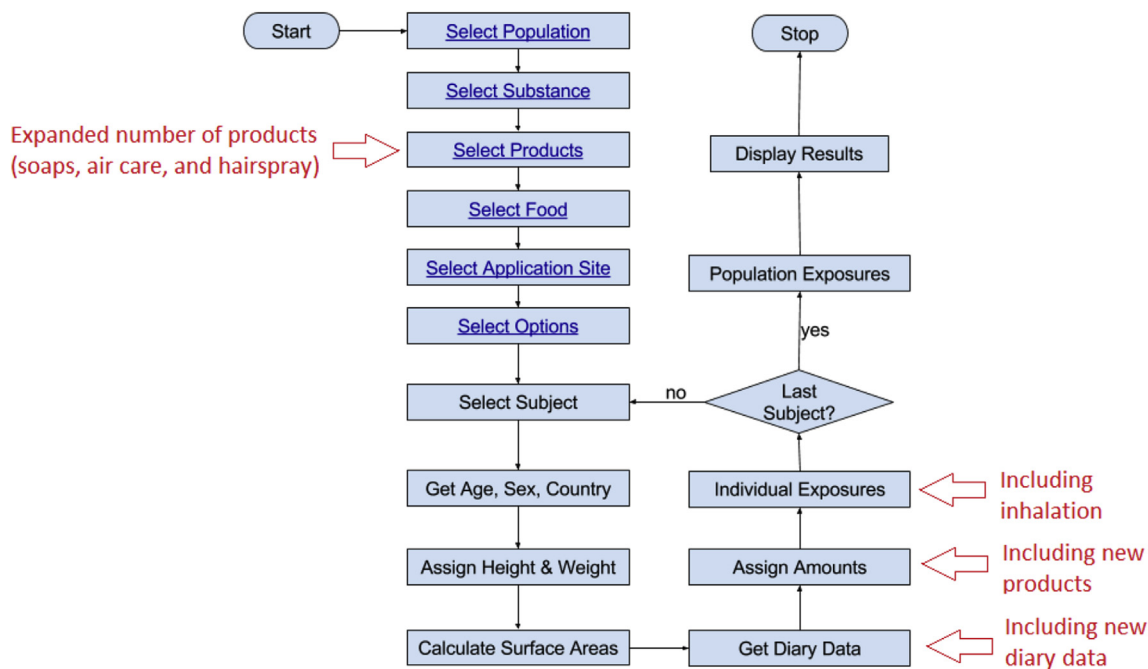 Start
Select Population
Select Substance
Expanded number of products
(soaps, air care, and hairspray)
Select Products
Select Food
Select Application Site
Select Options
Select Subject
Get Age, Sex, Country
Assign Height & Weight
Calculate Surface Areas
Get Diary Data
Including new
diary data
Assign Amounts
Including new
products
Individual Exposures
Including
inhalation
Last
Subject?
no
yes
Population Exposures
Display Results
Stop